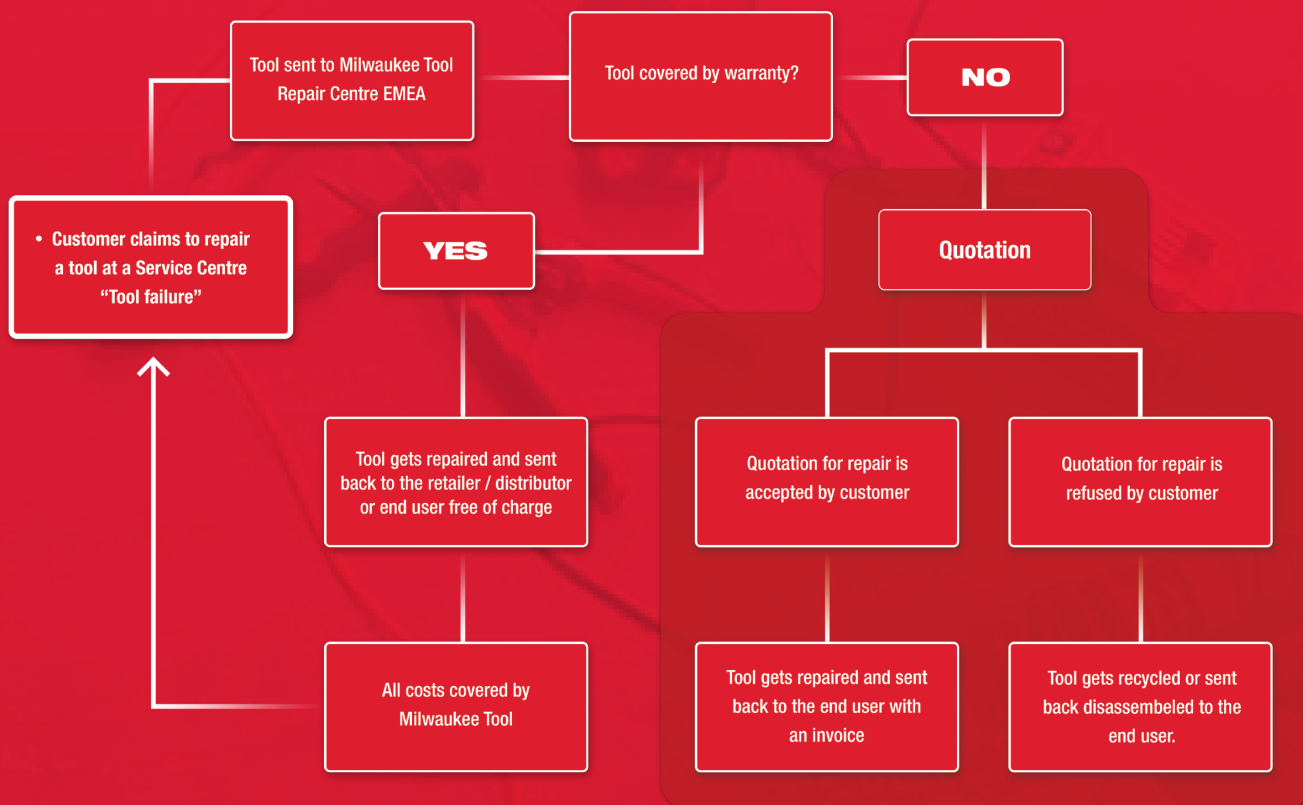 Tool sent to Milwaukee Tool
Repair Centre EMEA
Tool covered by warranty?
NO
• Customer claims to repair
a tool at a Service Centre
“Tool failure”
YES
Quotation
Tool gets repaired and sent
back to the retailer / distributor
or end user free of charge
Quotation for repair is
accepted by customer
Quotation for repair is
refused by customer
All costs covered by
Milwaukee Tool
Tool gets repaired and sent
back to the end user with
an invoice
Tool gets recycled or sent
back disassembeled to the
end user.